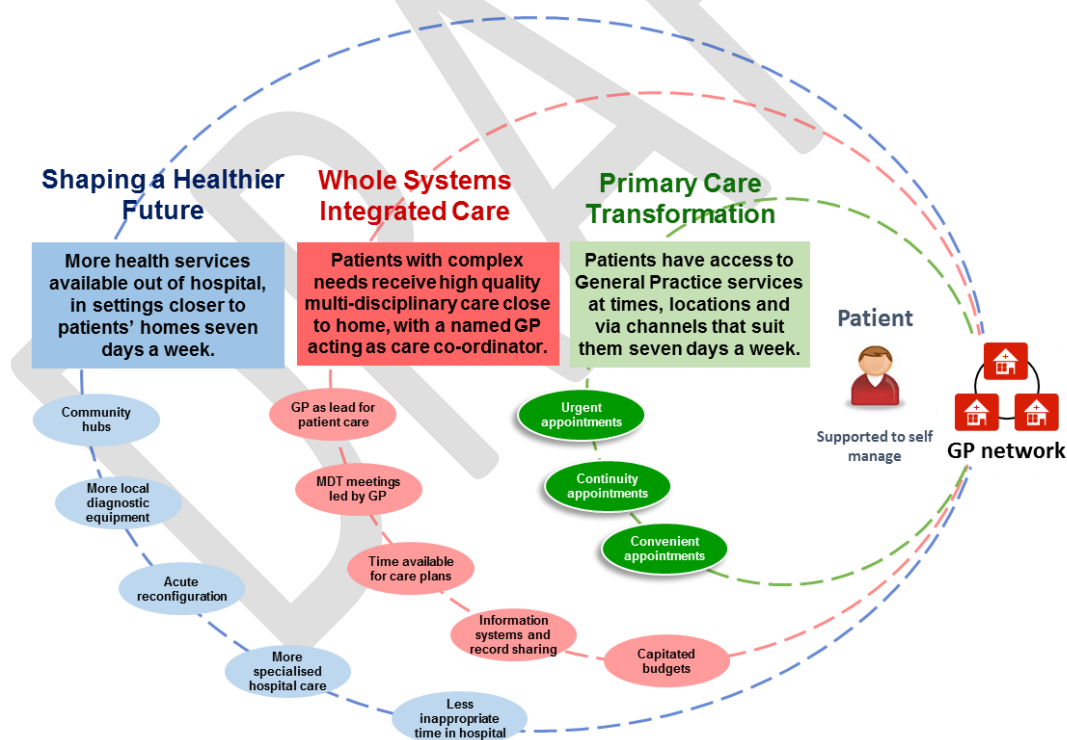 Shaping a Healthier
Future
Whole Systems
Integrated Care
Primary Care
Transformation
More health services
available out of hospital,
in settings closer to
patients’ homes seven
days a week.
Patients with complex
needs receive high quality
multi-disciplinary care close
to home, with a named GP
acting as care co-ordinator.
Patients have access to
General Practice services
at times, locations and
via channels that suit
them seven days a week.
Patient
Supported to self
manage
GP network
Community
hubs
More local
diagnostic
equipment
Acute
reconfiguration
More
specialised
hospital care
Less
inappropriate
time in hospital
GP as lead for
patient care
MDT meetings
led by GP
Time available
for care plans
Information
systems and
record sharing
Capitated
budgets
Urgent
appointments
Continuity
appointments
Convenient
appointments